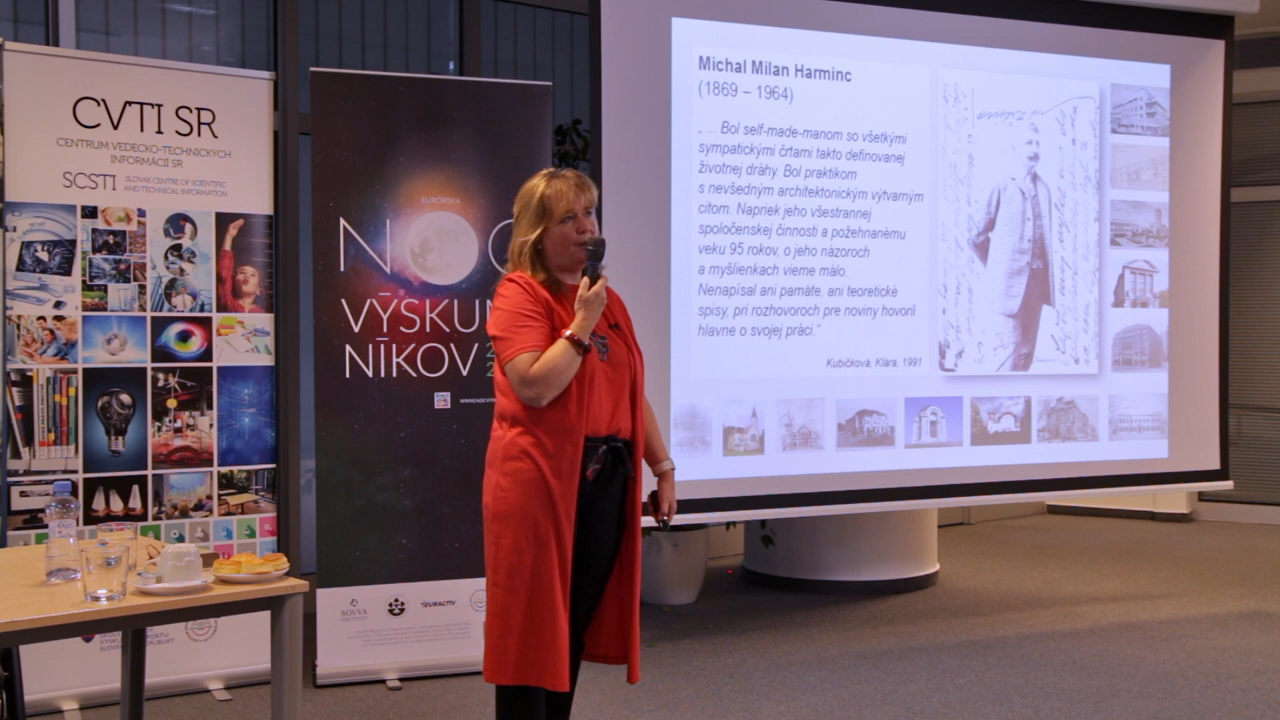 CVTI SR
CENTRUM VEDECKO-TECHNICKÝCH
INFORMÁCIÍ SR
SCSTI
SLOVAK CENTRE OF SCIENTIFIC
AND TECHNICAL INFORMATION
EURÓPSKA
NOC
VÝSKUM
NÍKOV
SOVVA
EURACTIV
Michal Milan Harminc
(1869 – 1964)
„ ... Bol self-made-manom so všetkými
sympatickými črtami takto definovanej
životnej dráhy. Bol praktikom
s nevšedným architektonickým výtvarným
citom. Napriek jeho všestrannej
spoločenskej činnosti a požehnanému
veku 95 rokov, o jeho názoroch
a myšlienkach vieme málo.
Nenapísal ani pamäte, ani teoretické
spisy, pri rozhovoroch pre noviny hovoril
hlavne o svojej práci.“
Kubičková, Klára, 1991